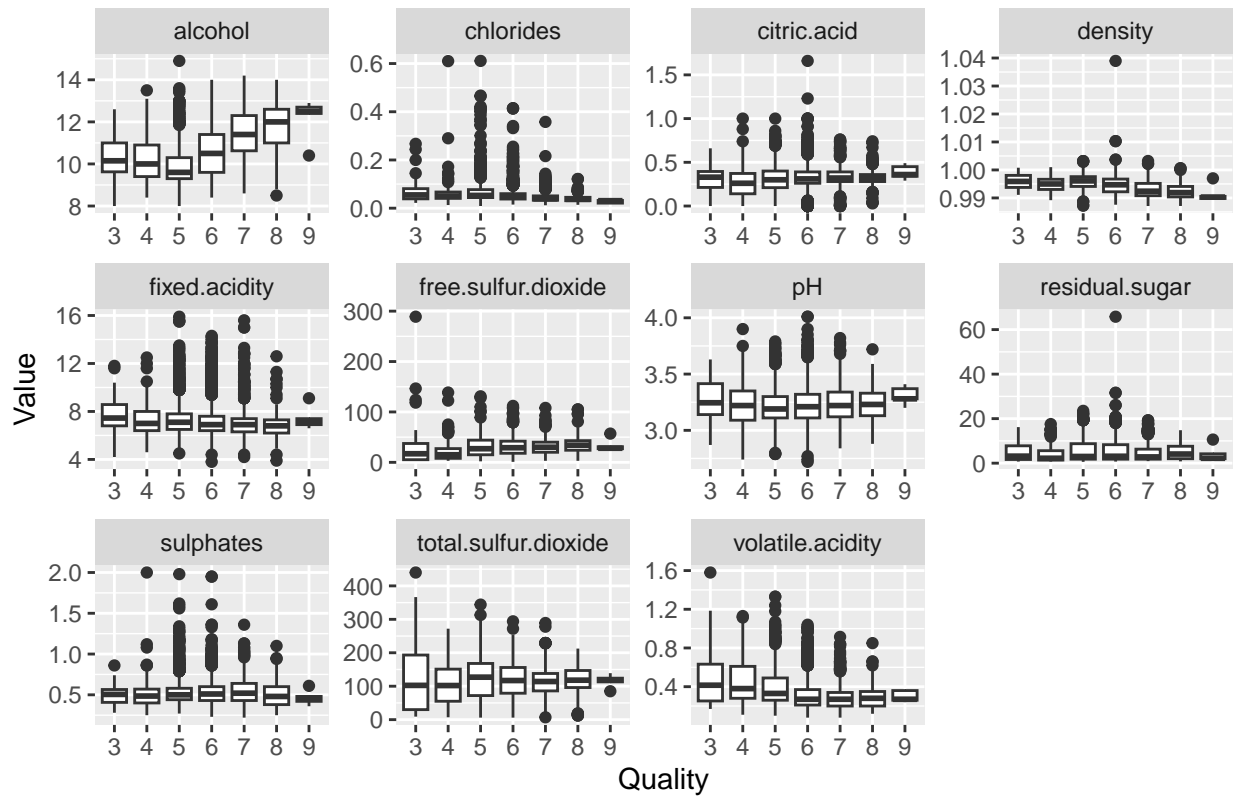 alcohol
chlorides
citric.acid
density
14
12
10
8
0.6
0.4
0.2
0.0
1.5
1.0
0.5
0.0
1.04
1.03
1.02
1.01
1.00
0.99
3 4 5 6 7 8 9
3 4 5 6 7 8 9
3 4 5 6 7 8 9
3 4 5 6 7 8 9
fixed.acidity
free.sulfur.dioxide
pH
residual.sugar
Value
16
12
8
4
300
200
100
0
4.0
3.5
3.0
60
40
20
0
3 4 5 6 7 8 9
3 4 5 6 7 8 9
3 4 5 6 7 8 9
3 4 5 6 7 8 9
sulphates
total.sulfur.dioxide
volatile.acidity
2.0
1.5
1.0
0.5
400
300
200
100
0
1.6
1.2
0.8
0.4
3 4 5 6 7 8 9
3 4 5 6 7 8 9
3 4 5 6 7 8 9
Quality